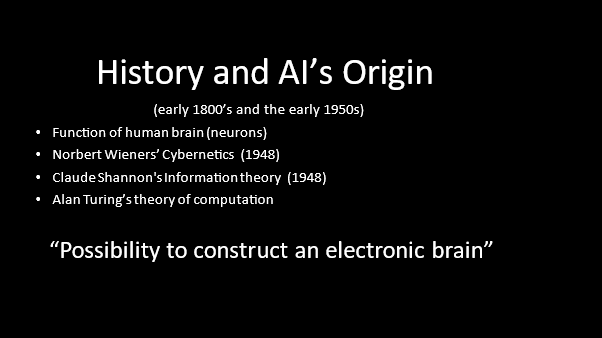 History and AI’s Origin
(early 1800’s and the early 1950s)
• Function of human brain (neurons)
• Norbert Wieners’ Cybernetics (1948)
• Claude Shannon's Information theory (1948)
• Alan Turing’s theory of computation
“Possibility to construct an electronic brain”